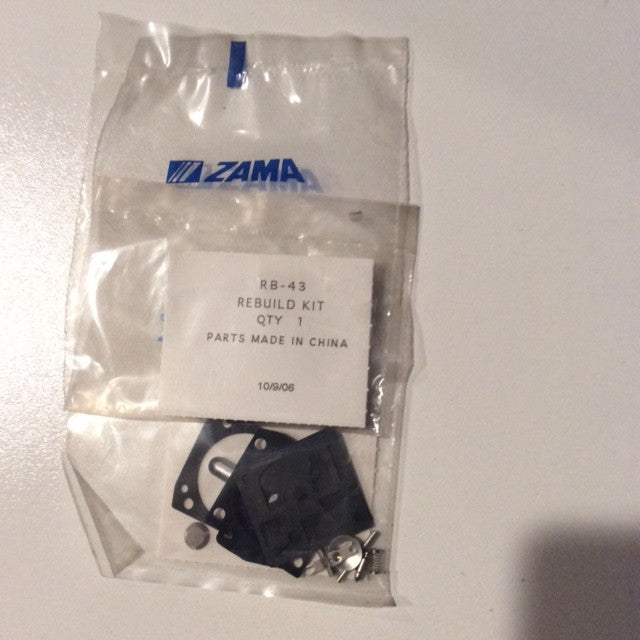 ZAMA
RB-43
REBUILD KIT
QTY 1
PARTS MADE IN CHINA
10/9/06